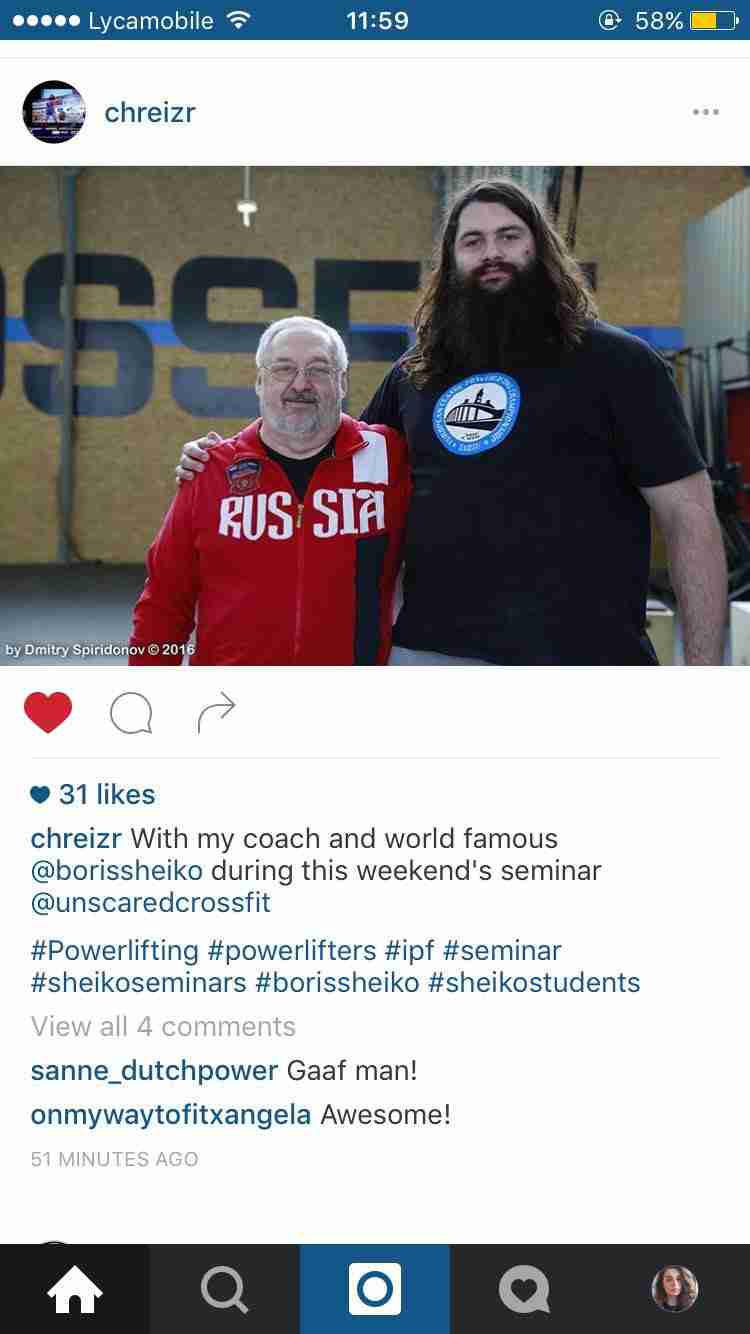 Lycamobile 11:59 58%
chreizr
OSSF
RUSSIA
by Dmitry Spiridonov © 2016
31 likes
chreizr With my coach and world famous
@borissheiko during this weekend's seminar
@unscaredcrossfit
#Powerlifting #powerlifters #ipf #seminar
#sheikoseminars #borissheiko #sheikostudents
View all 4 comments
sanne_dutchpower Gaaf man!
onmywaytofitxangela Awesome!
51 MINUTES AGO